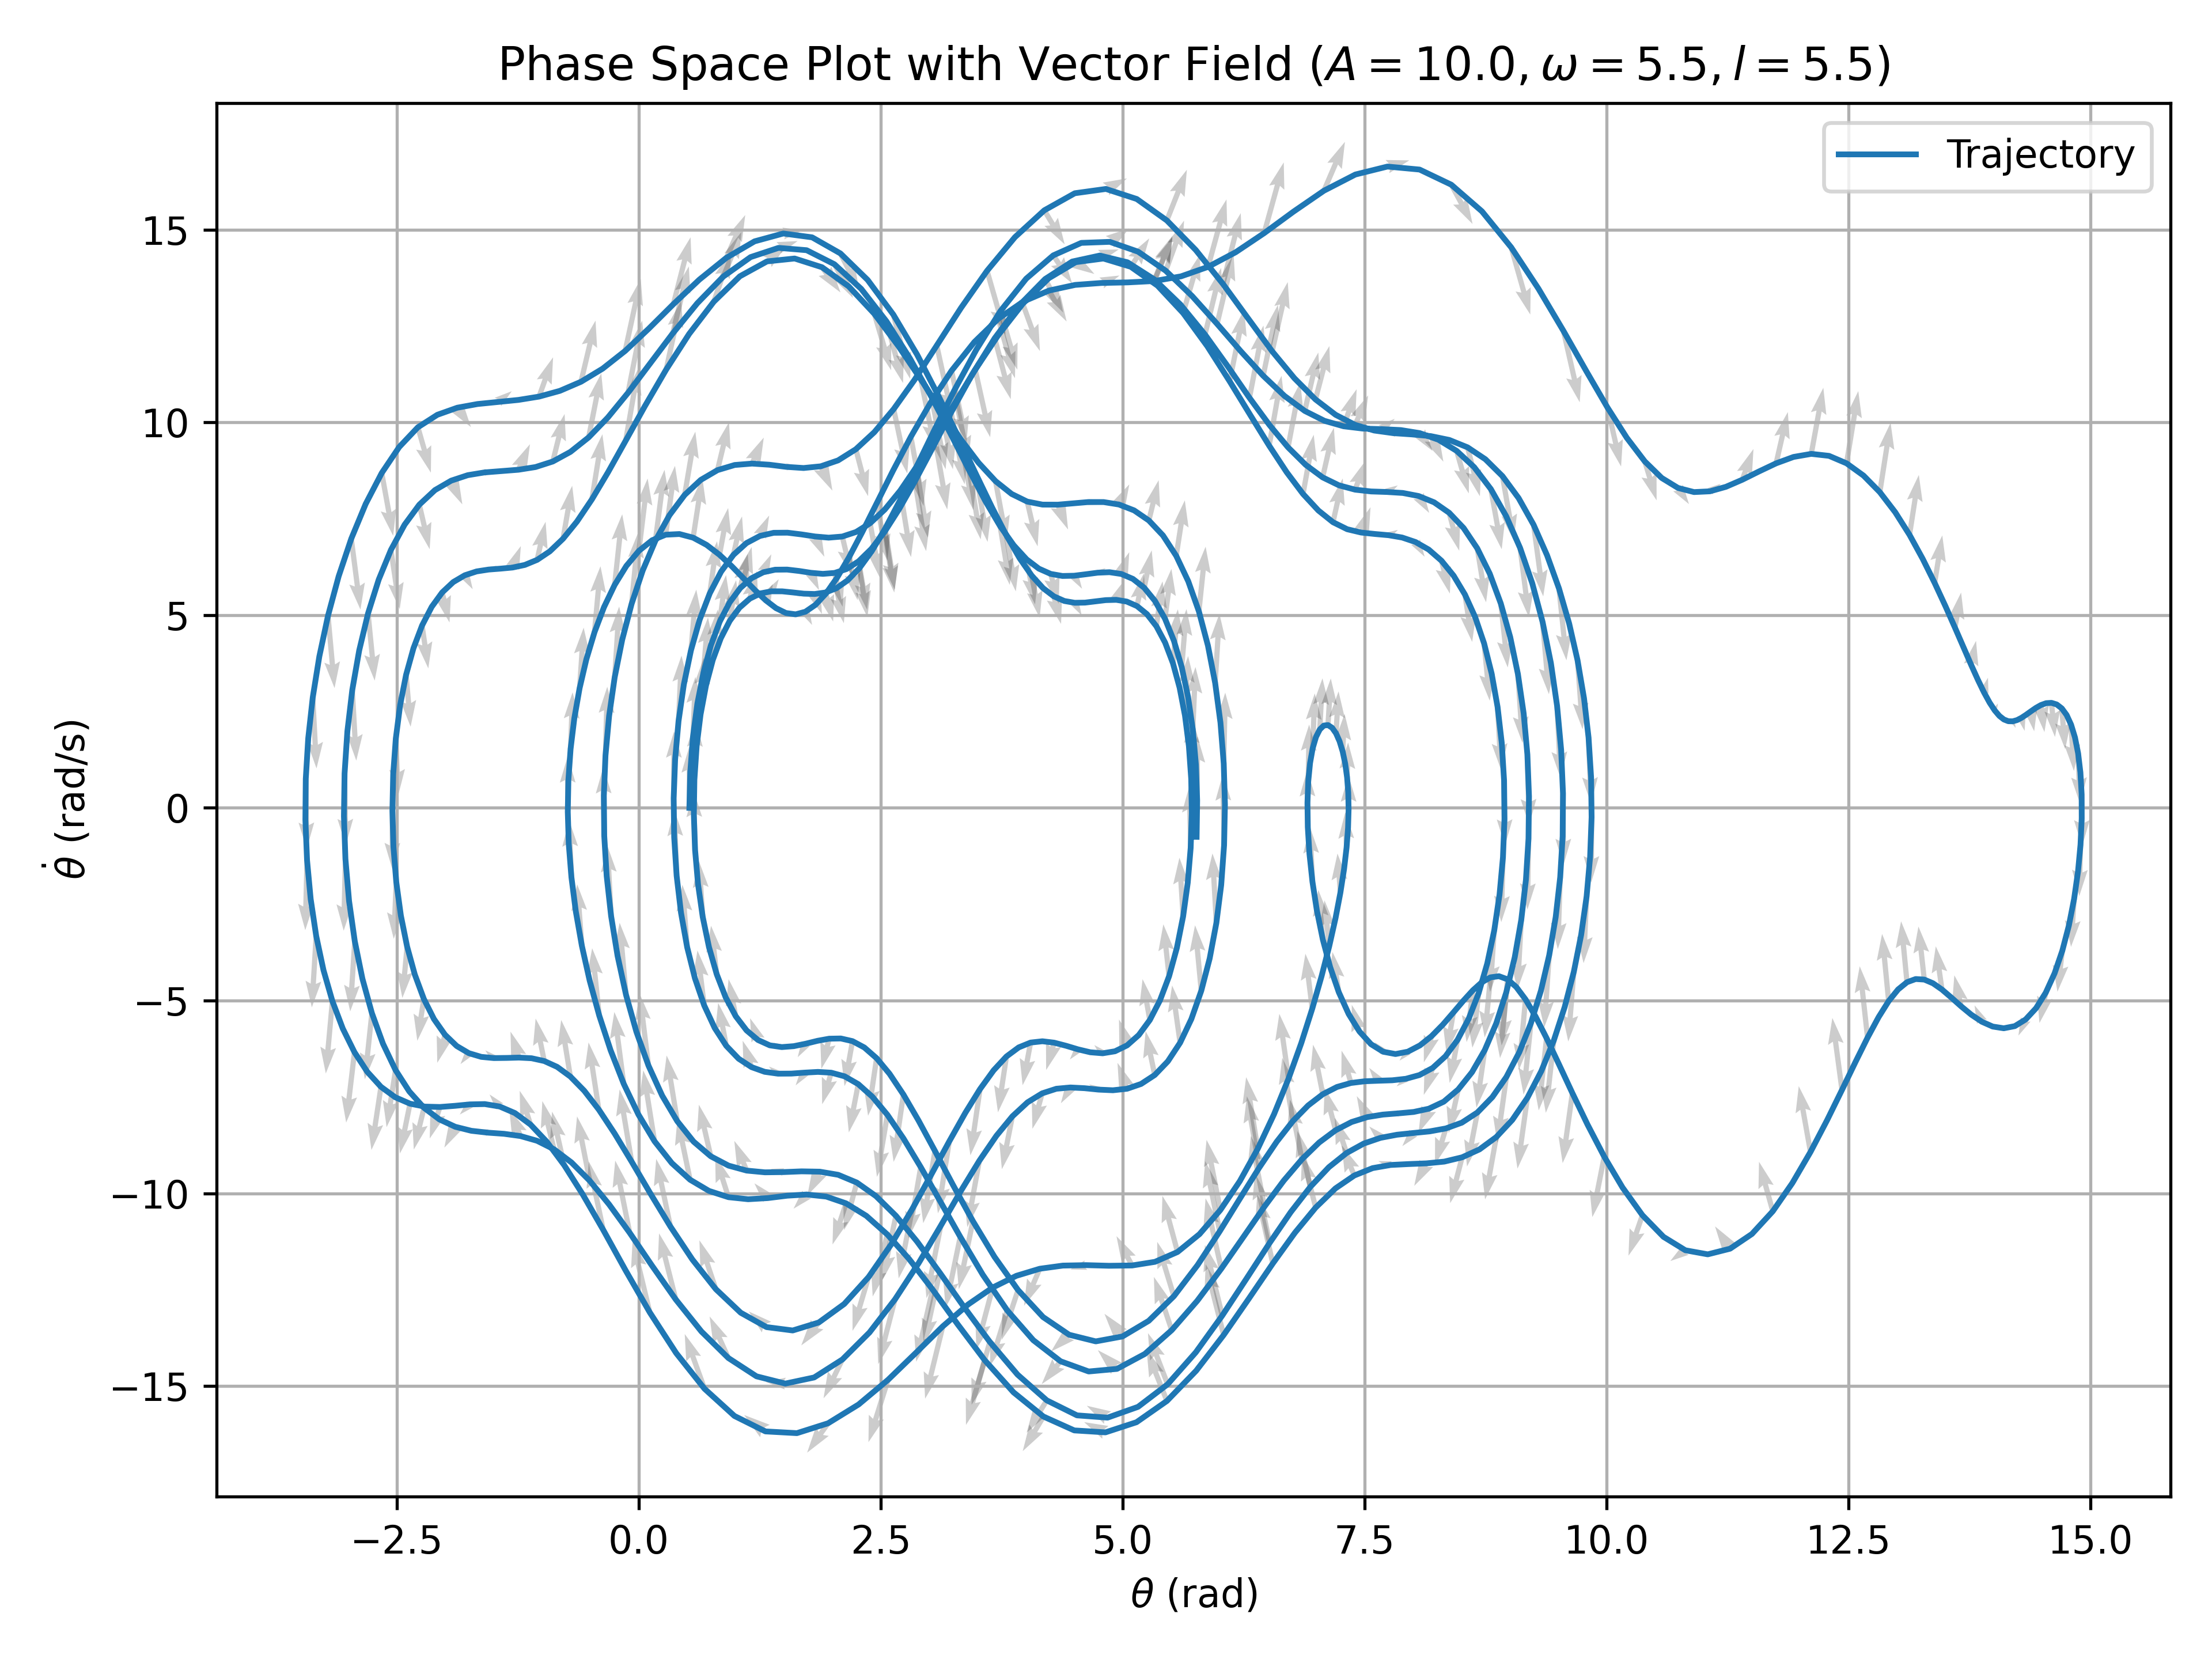 Phase Space Plot with Vector Field (A = 10.0, ω = 5.5, l = 5.5)
Trajectory
15
10
5
0
−5
−10
−15
θ̇ (rad/s)
−2.5 0.0 2.5 5.0 7.5 10.0 12.5 15.0
θ (rad)